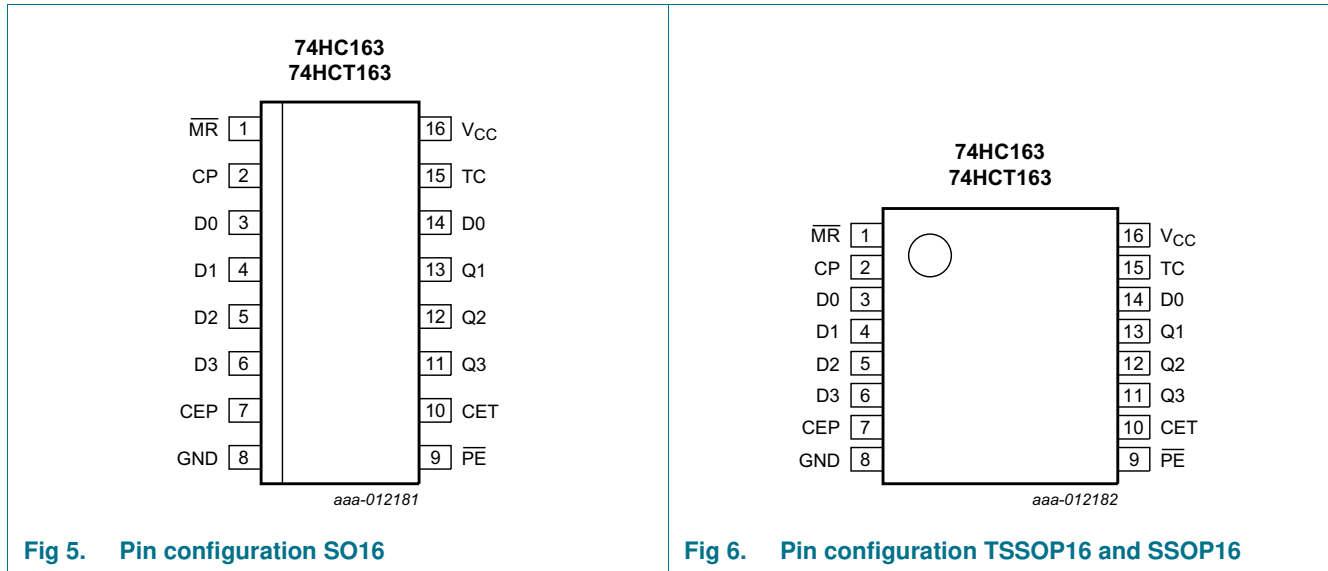 74HC163
74HCT163
M̅R̅ 1
16 VCC
CP 2
15 TC
D0 3
14 D0
D1 4
13 Q1
D2 5
12 Q2
D3 6
11 Q3
CEP 7
10 CET
GND 8
9 P̅E̅
aaa-012181
Fig 5. Pin configuration SO16
74HC163
74HCT163
M̅R̅ 1
16 VCC
CP 2
15 TC
D0 3
14 D0
D1 4
13 Q1
D2 5
12 Q2
D3 6
11 Q3
CEP 7
10 CET
GND 8
9 P̅E̅
aaa-012182
Fig 6. Pin configuration TSSOP16 and SSOP16